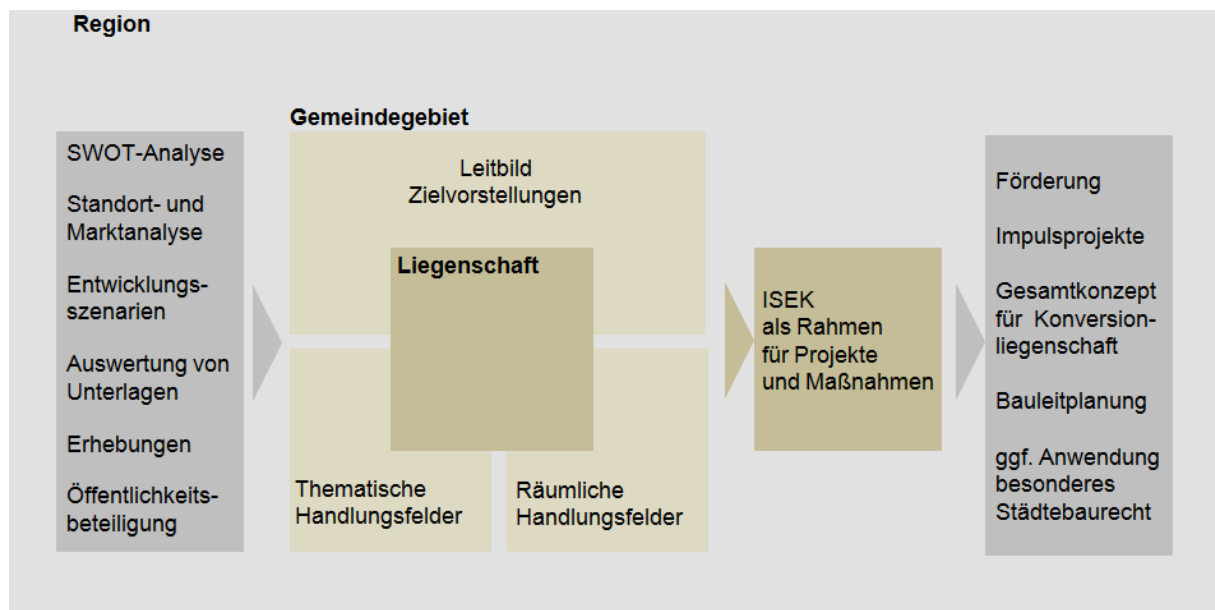 Region
SWOT-Analyse
Standort- und
Marktanalyse
Entwicklungs-
szenarien
Auswertung von
Unterlagen
Erhebungen
Öffentlichkeits-
beteiligung
Gemeindegebiet
Leitbild
Zielvorstellungen
Liegenschaft
Thematische
Handlungsfelder
Räumliche
Handlungsfelder
ISEK
als Rahmen
für Projekte
und Maßnahmen
Förderung
Impulsprojekte
Gesamtkonzept
für Konversion-
liegenschaft
Bauleitplanung
ggf. Anwendung
besonderes
Städtebaurecht